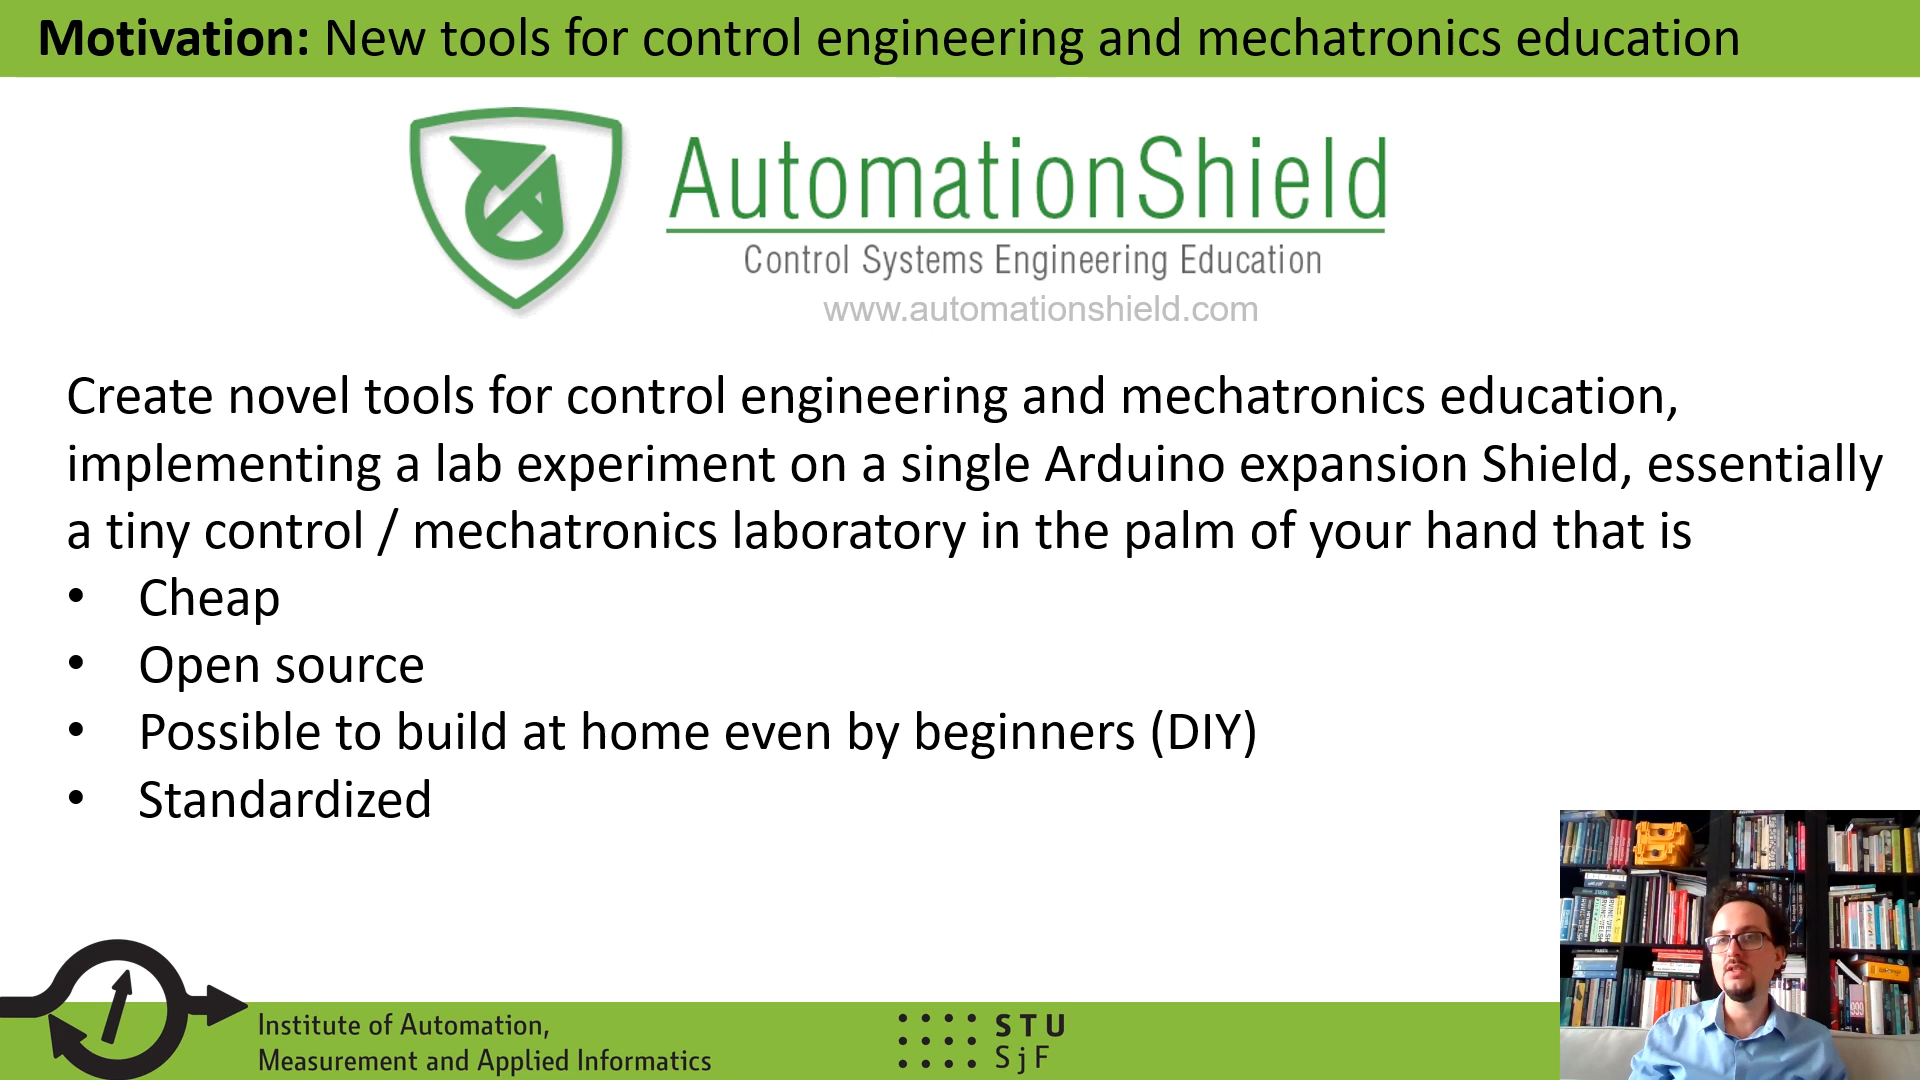 Motivation: New tools for control engineering and mechatronics education
AutomationShield
Control Systems Engineering Education
www.automationshield.com
Create novel tools for control engineering and mechatronics education,
implementing a lab experiment on a single Arduino expansion Shield, essentially
a tiny control / mechatronics laboratory in the palm of your hand that is
• Cheap
• Open source
• Possible to build at home even by beginners (DIY)
• Standardized
Institute of Automation,
Measurement and Applied Informatics
STU
SjF